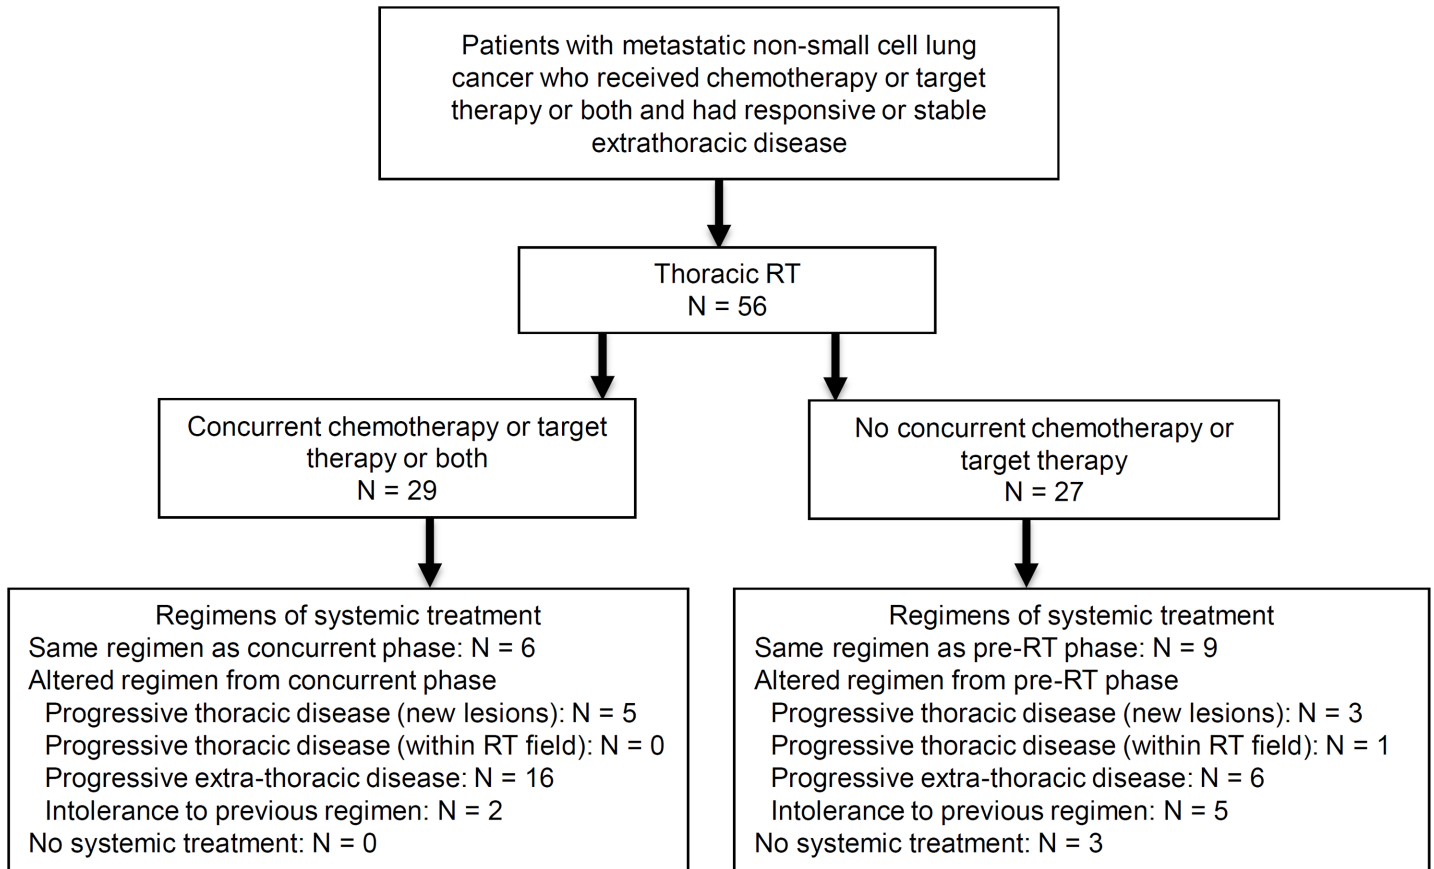 Patients with metastatic non-small cell lung
cancer who received chemotherapy or target
therapy or both and had responsive or stable
extrathoracic disease
Thoracic RT
N = 56
Concurrent chemotherapy or target
therapy or both
N = 29
No concurrent chemotherapy or
target therapy
N = 27
Regimens of systemic treatment
Same regimen as concurrent phase: N = 6
Altered regimen from concurrent phase
Progressive thoracic disease (new lesions): N = 5
Progressive thoracic disease (within RT field): N = 0
Progressive extra-thoracic disease: N = 16
Intolerance to previous regimen: N = 2
No systemic treatment: N = 0
Regimens of systemic treatment
Same regimen as pre-RT phase: N = 9
Altered regimen from pre-RT phase
Progressive thoracic disease (new lesions): N = 3
Progressive thoracic disease (within RT field): N = 1
Progressive extra-thoracic disease: N = 6
Intolerance to previous regimen: N = 5
No systemic treatment: N = 3